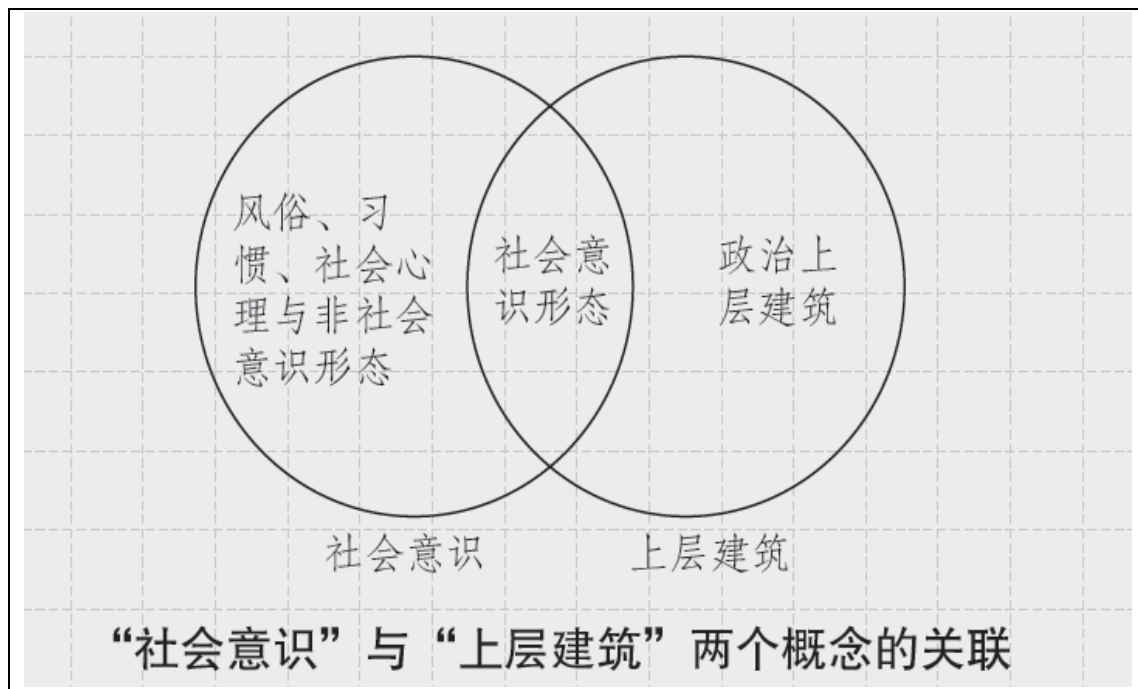 风俗、习
惯、社会心
理与非社会
意识形态
社会意
识形态
政治上
层建筑
社会意识
上层建筑
“社会意识”与“上层建筑”两个概念的关联